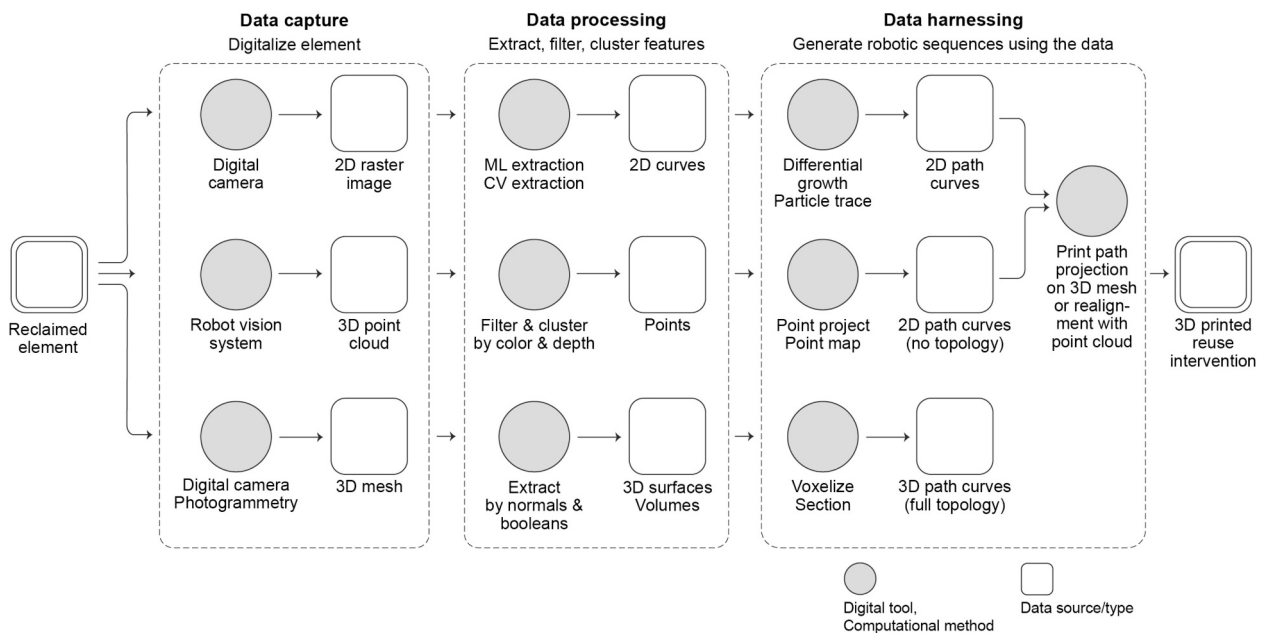 Data capture
Digitalize element
Data processing
Extract, filter, cluster features
Data harnessing
Generate robotic sequences using the data
Reclaimed
element
Digital
camera
2D raster
image
ML extraction
CV extraction
2D curves
Differential
growth
Particle trace
2D path
curves
Robot vision
system
3D point
cloud
Filter & cluster
by color & depth
Points
Point project
Point map
2D path curves
(no topology)
Print path
projection
on 3D mesh
or realign-
ment with
point cloud
3D printed
reuse
intervention
Digital camera
Photogrammetry
3D mesh
Extract
by normals &
booleans
3D surfaces
Volumes
Voxelize
Section
3D path curves
(full topology)
Digital tool,
Computational method
Data source/type